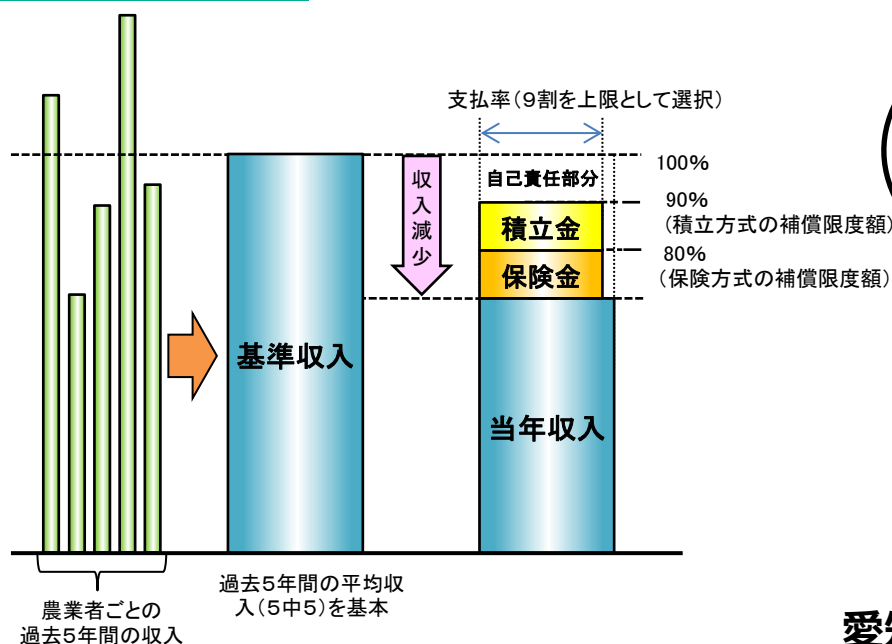 支払率(9割を上限として選択)
100%
自己責任部分
90%
(積立方式の補償限度額)
積立金
80%
(保険方式の補償限度額)
保険金
収入減少
基準収入
当年収入
過去5年間の平均収
入(5中5)を基本
農業者ごとの
過去5年間の収入